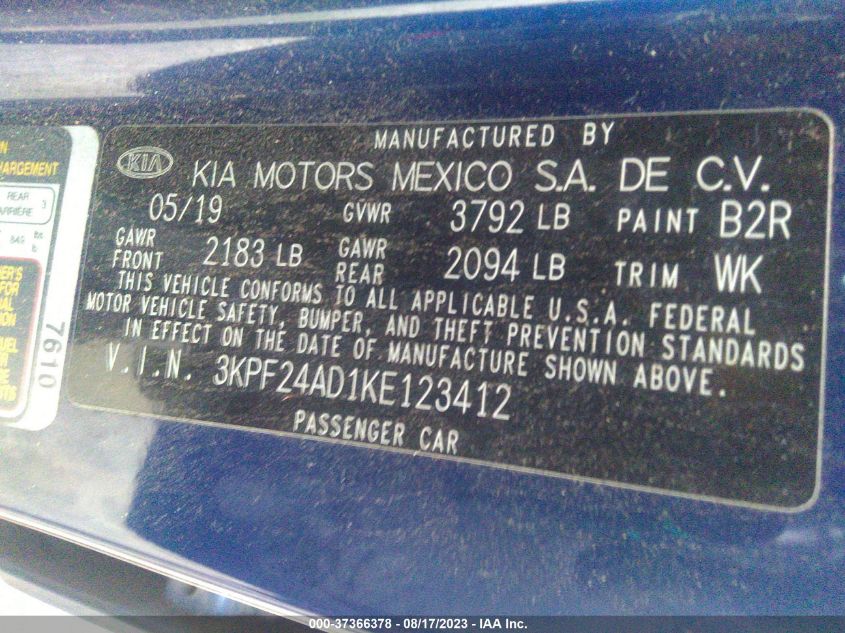 MANUFACTURED BY
KIA KIA MOTORS MEXICO S.A. DE C.V.
05/19 GVWR 3792 LB PAINT B2R
GAWR FRONT 2183 LB GAWR REAR 2094 LB TRIM WK
THIS VEHICLE CONFORMS TO ALL APPLICABLE U.S.A. FEDERAL
MOTOR VEHICLE SAFETY, BUMPER, AND THEFT PREVENTION STANDARDS
IN EFFECT ON THE DATE OF MANUFACTURE SHOWN ABOVE.
V.I.N. 3KPF24AD1KE123412
PASSENGER CAR
REAR 3
7610
000-37366378 - 08/17/2023 - IAA Inc.